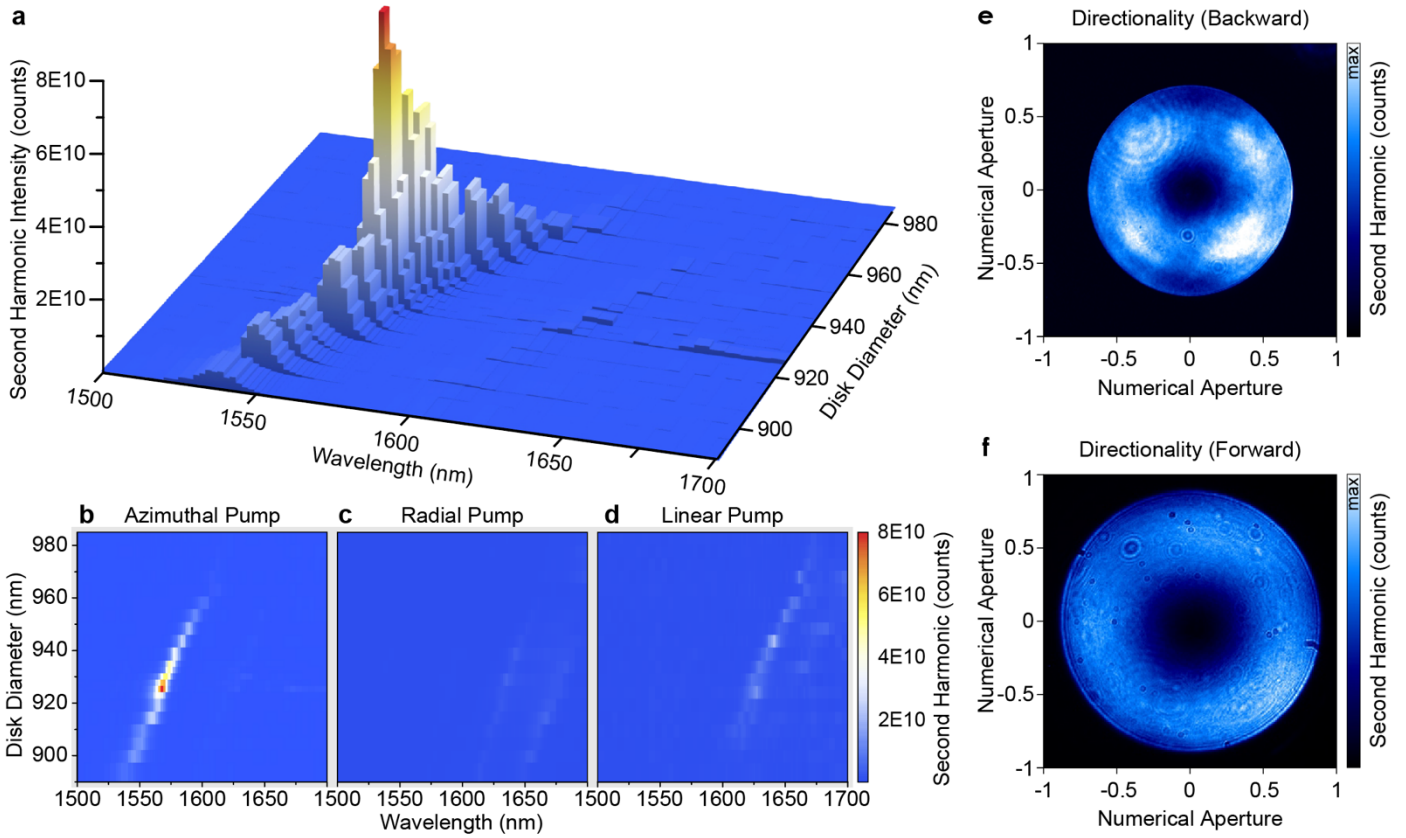 a
Second Harmonic Intensity (counts)
8E10
6E10
4E10
2E10
1500
1550
1600
1650
1700
Wavelength (nm)
980
960
940
920
900
Disk Diameter (nm)
b Azimuthal Pump
c Radial Pump
d Linear Pump
Disk Diameter (nm)
980
960
940
920
900
1500 1550 1600 1650 1500 1550 1600 1650 1500 1550 1600 1650 1700
Wavelength (nm)
8E10
6E10
4E10
2E10
Second Harmonic (counts)
e Directionality (Backward)
1
0.5
0
-0.5
-1
Numerical Aperture
-1 -0.5 0 0.5 1
Numerical Aperture
max
Second Harmonic (counts)
f Directionality (Forward)
1
0.5
0
-0.5
-1
Numerical Aperture
-1 -0.5 0 0.5 1
Numerical Aperture
max
Second Harmonic (counts)